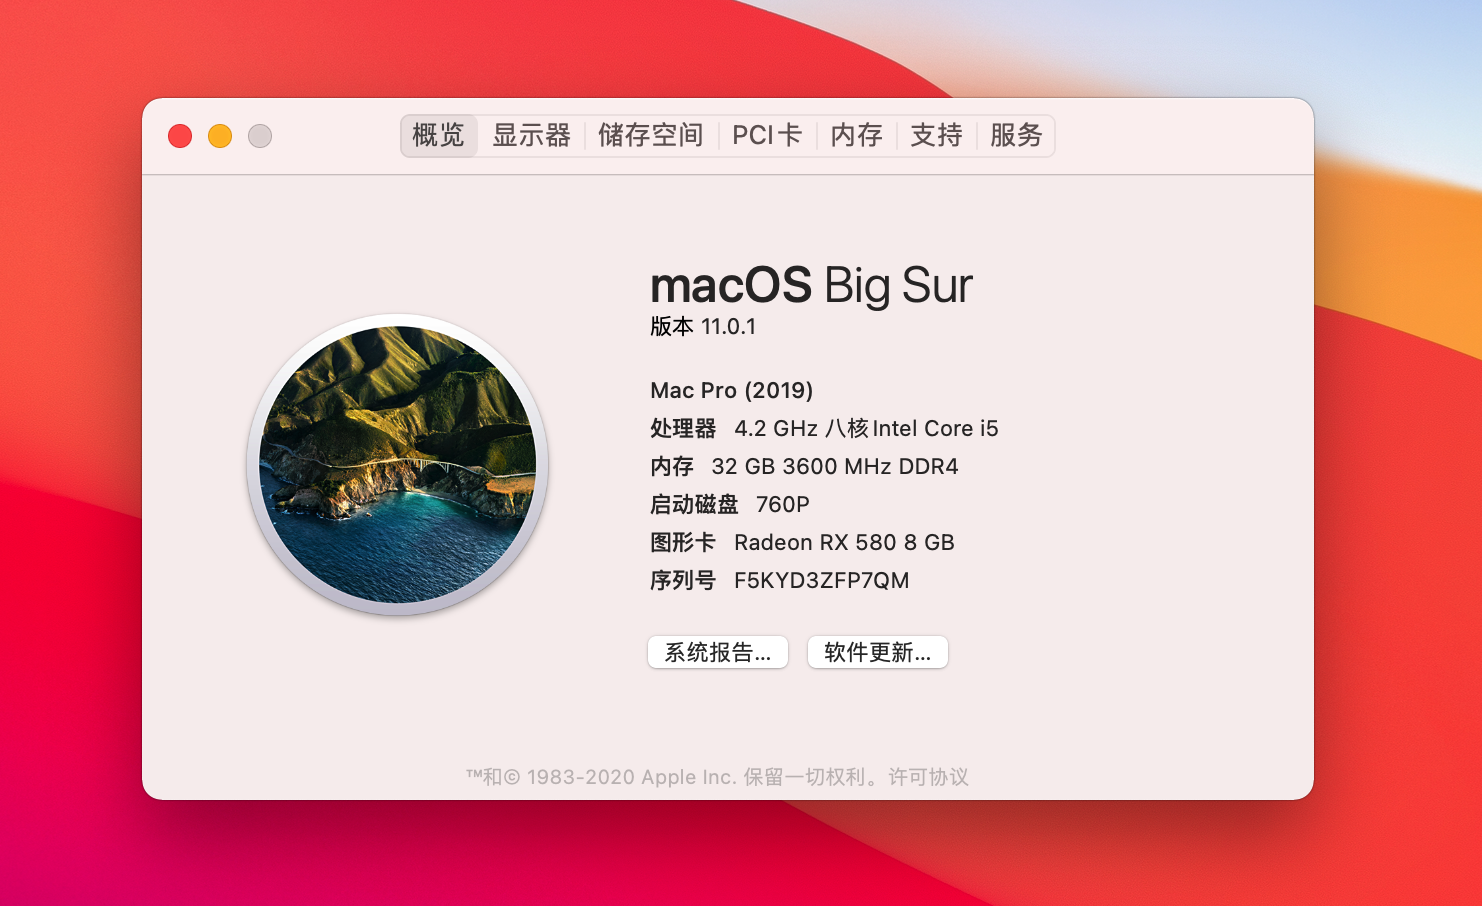 概览 显示器 储存空间 PCI卡 内存 支持 服务
macOS Big Sur
版本 11.0.1
Mac Pro (2019)
处理器 4.2 GHz 八核Intel Core i5
内存 32 GB 3600 MHz DDR4
启动磁盘 760P
图形卡 Radeon RX 580 8 GB
序列号 F5KYD3ZFP7QM
系统报告... 软件更新...
™和© 1983-2020 Apple Inc. 保留一切权利。许可协议